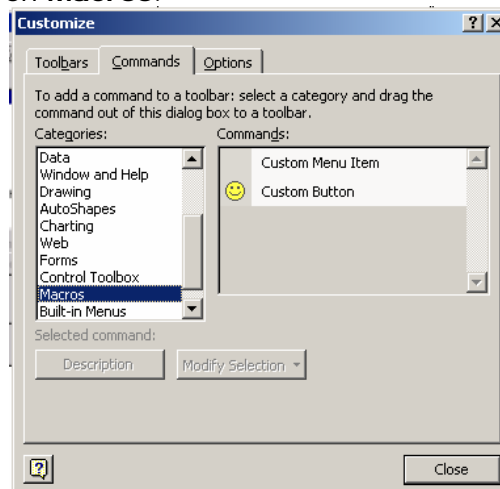 Customize
Toolbars Commands Options
To add a command to a toolbar: select a category and drag the
command out of this dialog box to a toolbar.
Categories: Commands:
Data
Window and Help
Drawing
AutoShapes
Charting
Web
Forms
Control Toolbox
Macros
Built-in Menus
Custom Menu Item
Custom Button
Selected command:
Description Modify Selection
Close